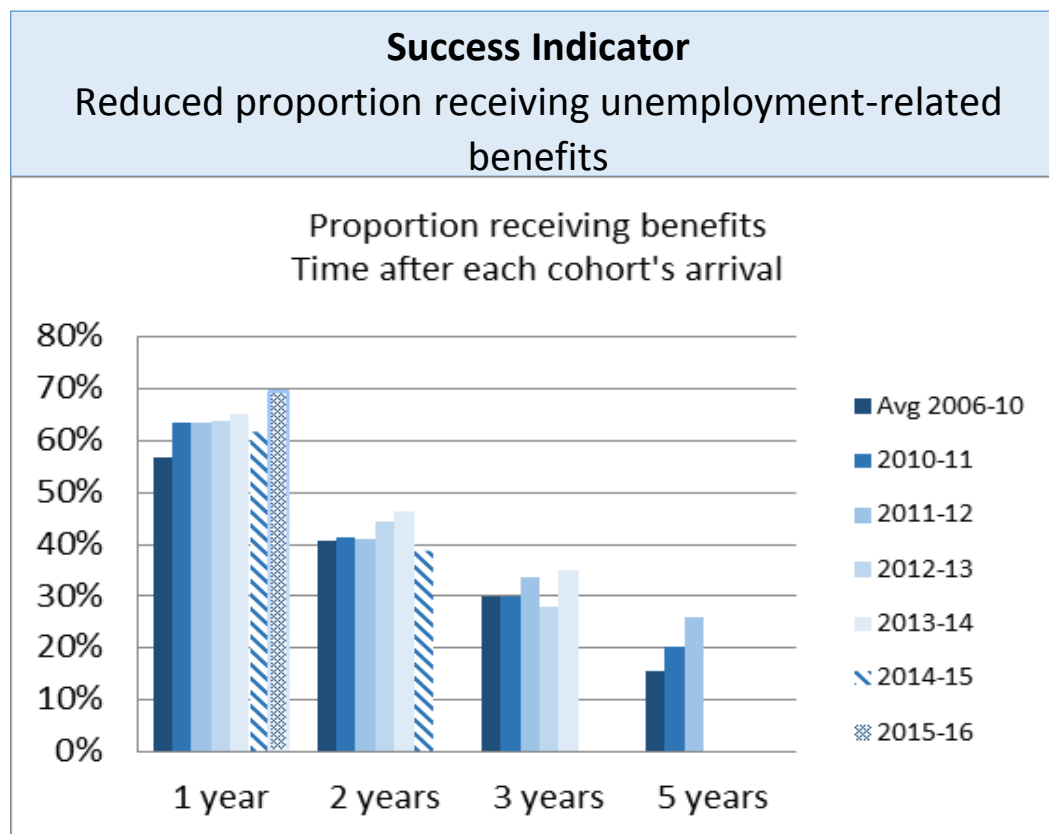 Success Indicator
Reduced proportion receiving unemployment-related
benefits
Proportion receiving benefits
Time after each cohort's arrival
80%
70%
60%
50%
40%
30%
20%
10%
0%
1 year
2 years
3 years
5 years
Avg 2006-10
2010-11
2011-12
2012-13
2013-14
2014-15
2015-16